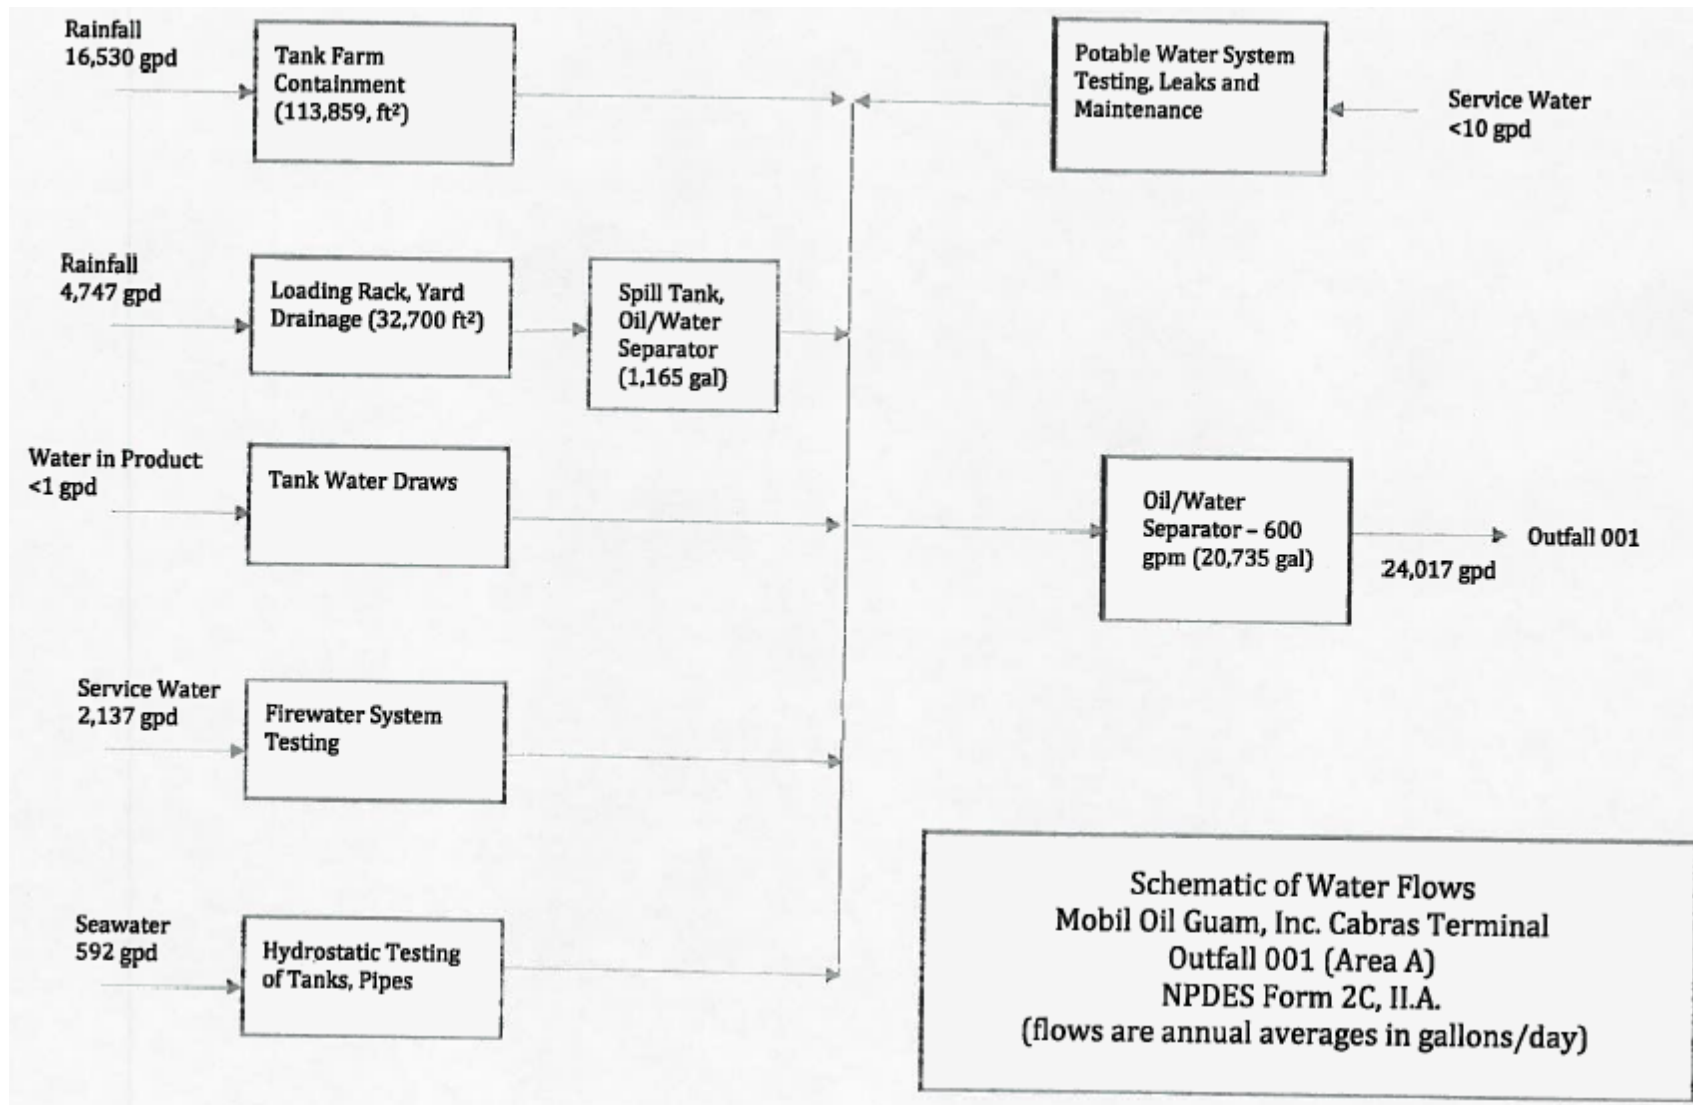 Rainfall
16,530 gpd
Tank Farm
Containment
(113,859, ft²)
Potable Water System
Testing, Leaks and
Maintenance
Service Water
<10 gpd
Rainfall
4,747 gpd
Loading Rack, Yard
Drainage (32,700 ft²)
Spill Tank,
Oil/Water
Separator
(1,165 gal)
Water in Product
<1 gpd
Tank Water Draws
Oil/Water
Separator – 600
gpm (20,735 gal)
24,017 gpd
Outfall 001
Service Water
2,137 gpd
Firewater System
Testing
Seawater
592 gpd
Hydrostatic Testing
of Tanks, Pipes
Schematic of Water Flows
Mobil Oil Guam, Inc. Cabras Terminal
Outfall 001 (Area A)
NPDES Form 2C, II.A.
(flows are annual averages in gallons/day)